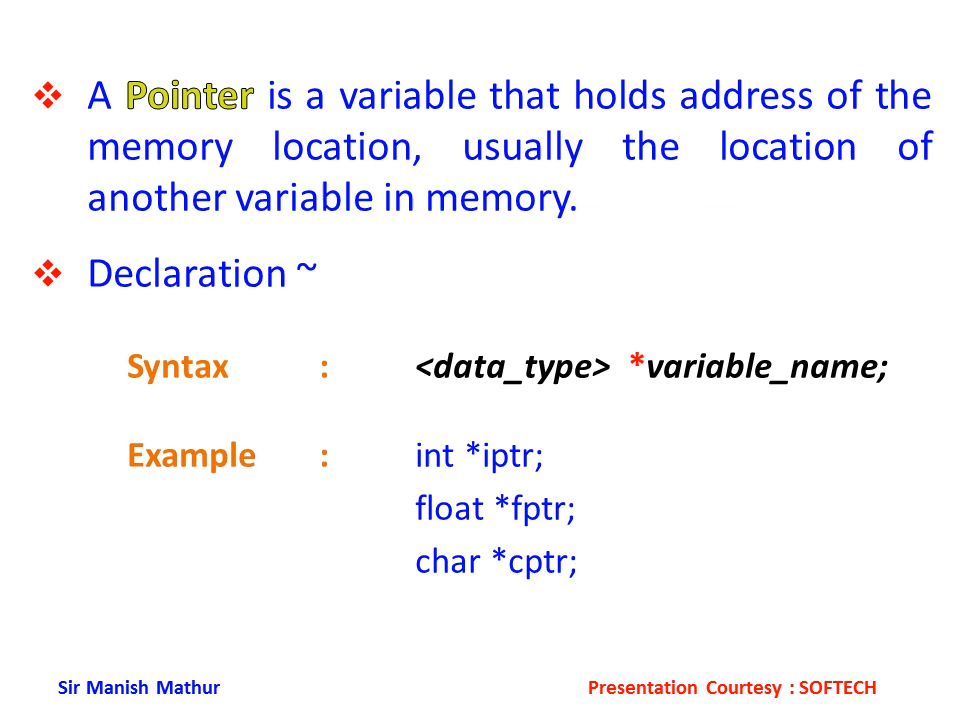 ❖ A Pointer is a variable that holds address of the
memory location, usually the location of
another variable in memory.
❖ Declaration ~
Syntax : <data_type> *variable_name;
Example : int *iptr;
float *fptr;
char *cptr;
Sir Manish Mathur Presentation Courtesy : SOFTECH